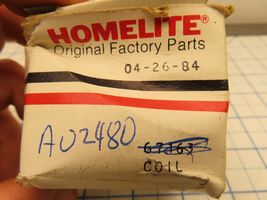 HOMELITE®
Original Factory Parts
04-26-84
A02480
COIL